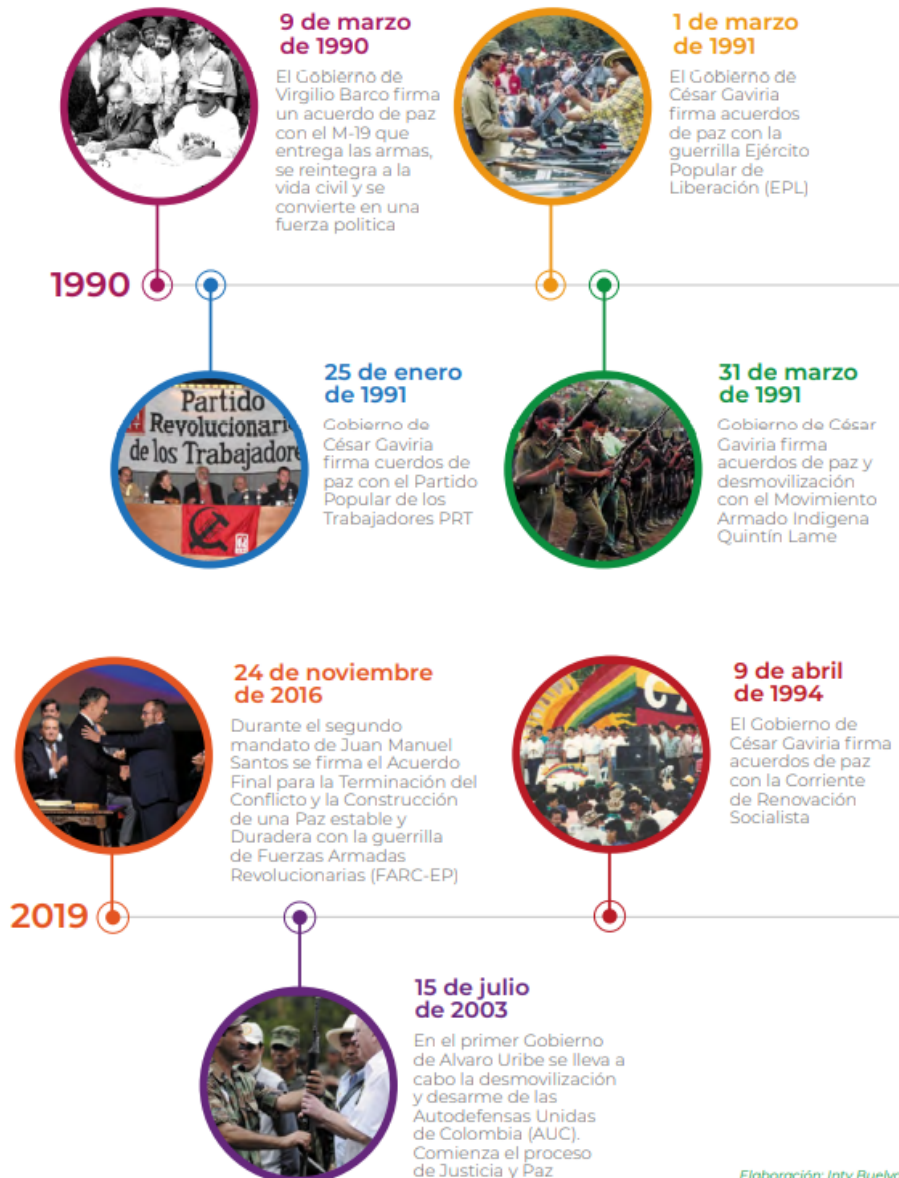 9 de marzo
de 1990
El Gobierno de
Virgilio Barco firma
un acuerdo de paz
con el M-19 que
entrega las armas,
se reintegra a la
vida civil y se
convierte en una
fuerza politica
1 de marzo
de 1991
El Gobierno de
César Gaviria
firma acuerdos
de paz con la
guerrilla Ejército
Popular de
Liberación (EPL)
1990
Partido
Revolucionari
de los Trabajadore
25 de enero
de 1991
Gobierno de
César Gaviria
firma cuerdos de
paz con el Partido
Popular de los
Trabajadores PRT
31 de marzo
de 1991
Gobierno de César
Gaviria firma
acuerdos de paz y
desmovilización
con el Movimiento
Armado Indigena
Quintín Lame
24 de noviembre
de 2016
Durante el segundo
mandato de Juan Manuel
Santos se firma el Acuerdo
Final para la Terminación del
Conflicto y la Construcción
de una Paz estable y
Duradera con la guerrilla
de Fuerzas Armadas
Revolucionarias (FARC-EP)
9 de abril
de 1994
El Gobierno de
César Gaviria firma
acuerdos de paz
con la Corriente
de Renovación
Socialista
2019
15 de julio
de 2003
En el primer Gobierno
de Alvaro Uribe se lleva a
cabo la desmovilización
y desarme de las
Autodefensas Unidas
de Colombia (AUC).
Comienza el proceso
de Justicia y Paz
Elaboración: Inty